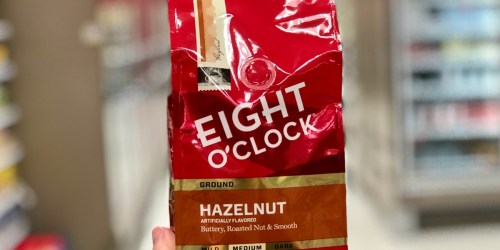 EIGHT
O'CLOCK
GROUND
HAZELNUT
ARTIFICIALLY FLAVORED
Buttery, Roasted Nut & Smooth
MILD MEDIUM DARK